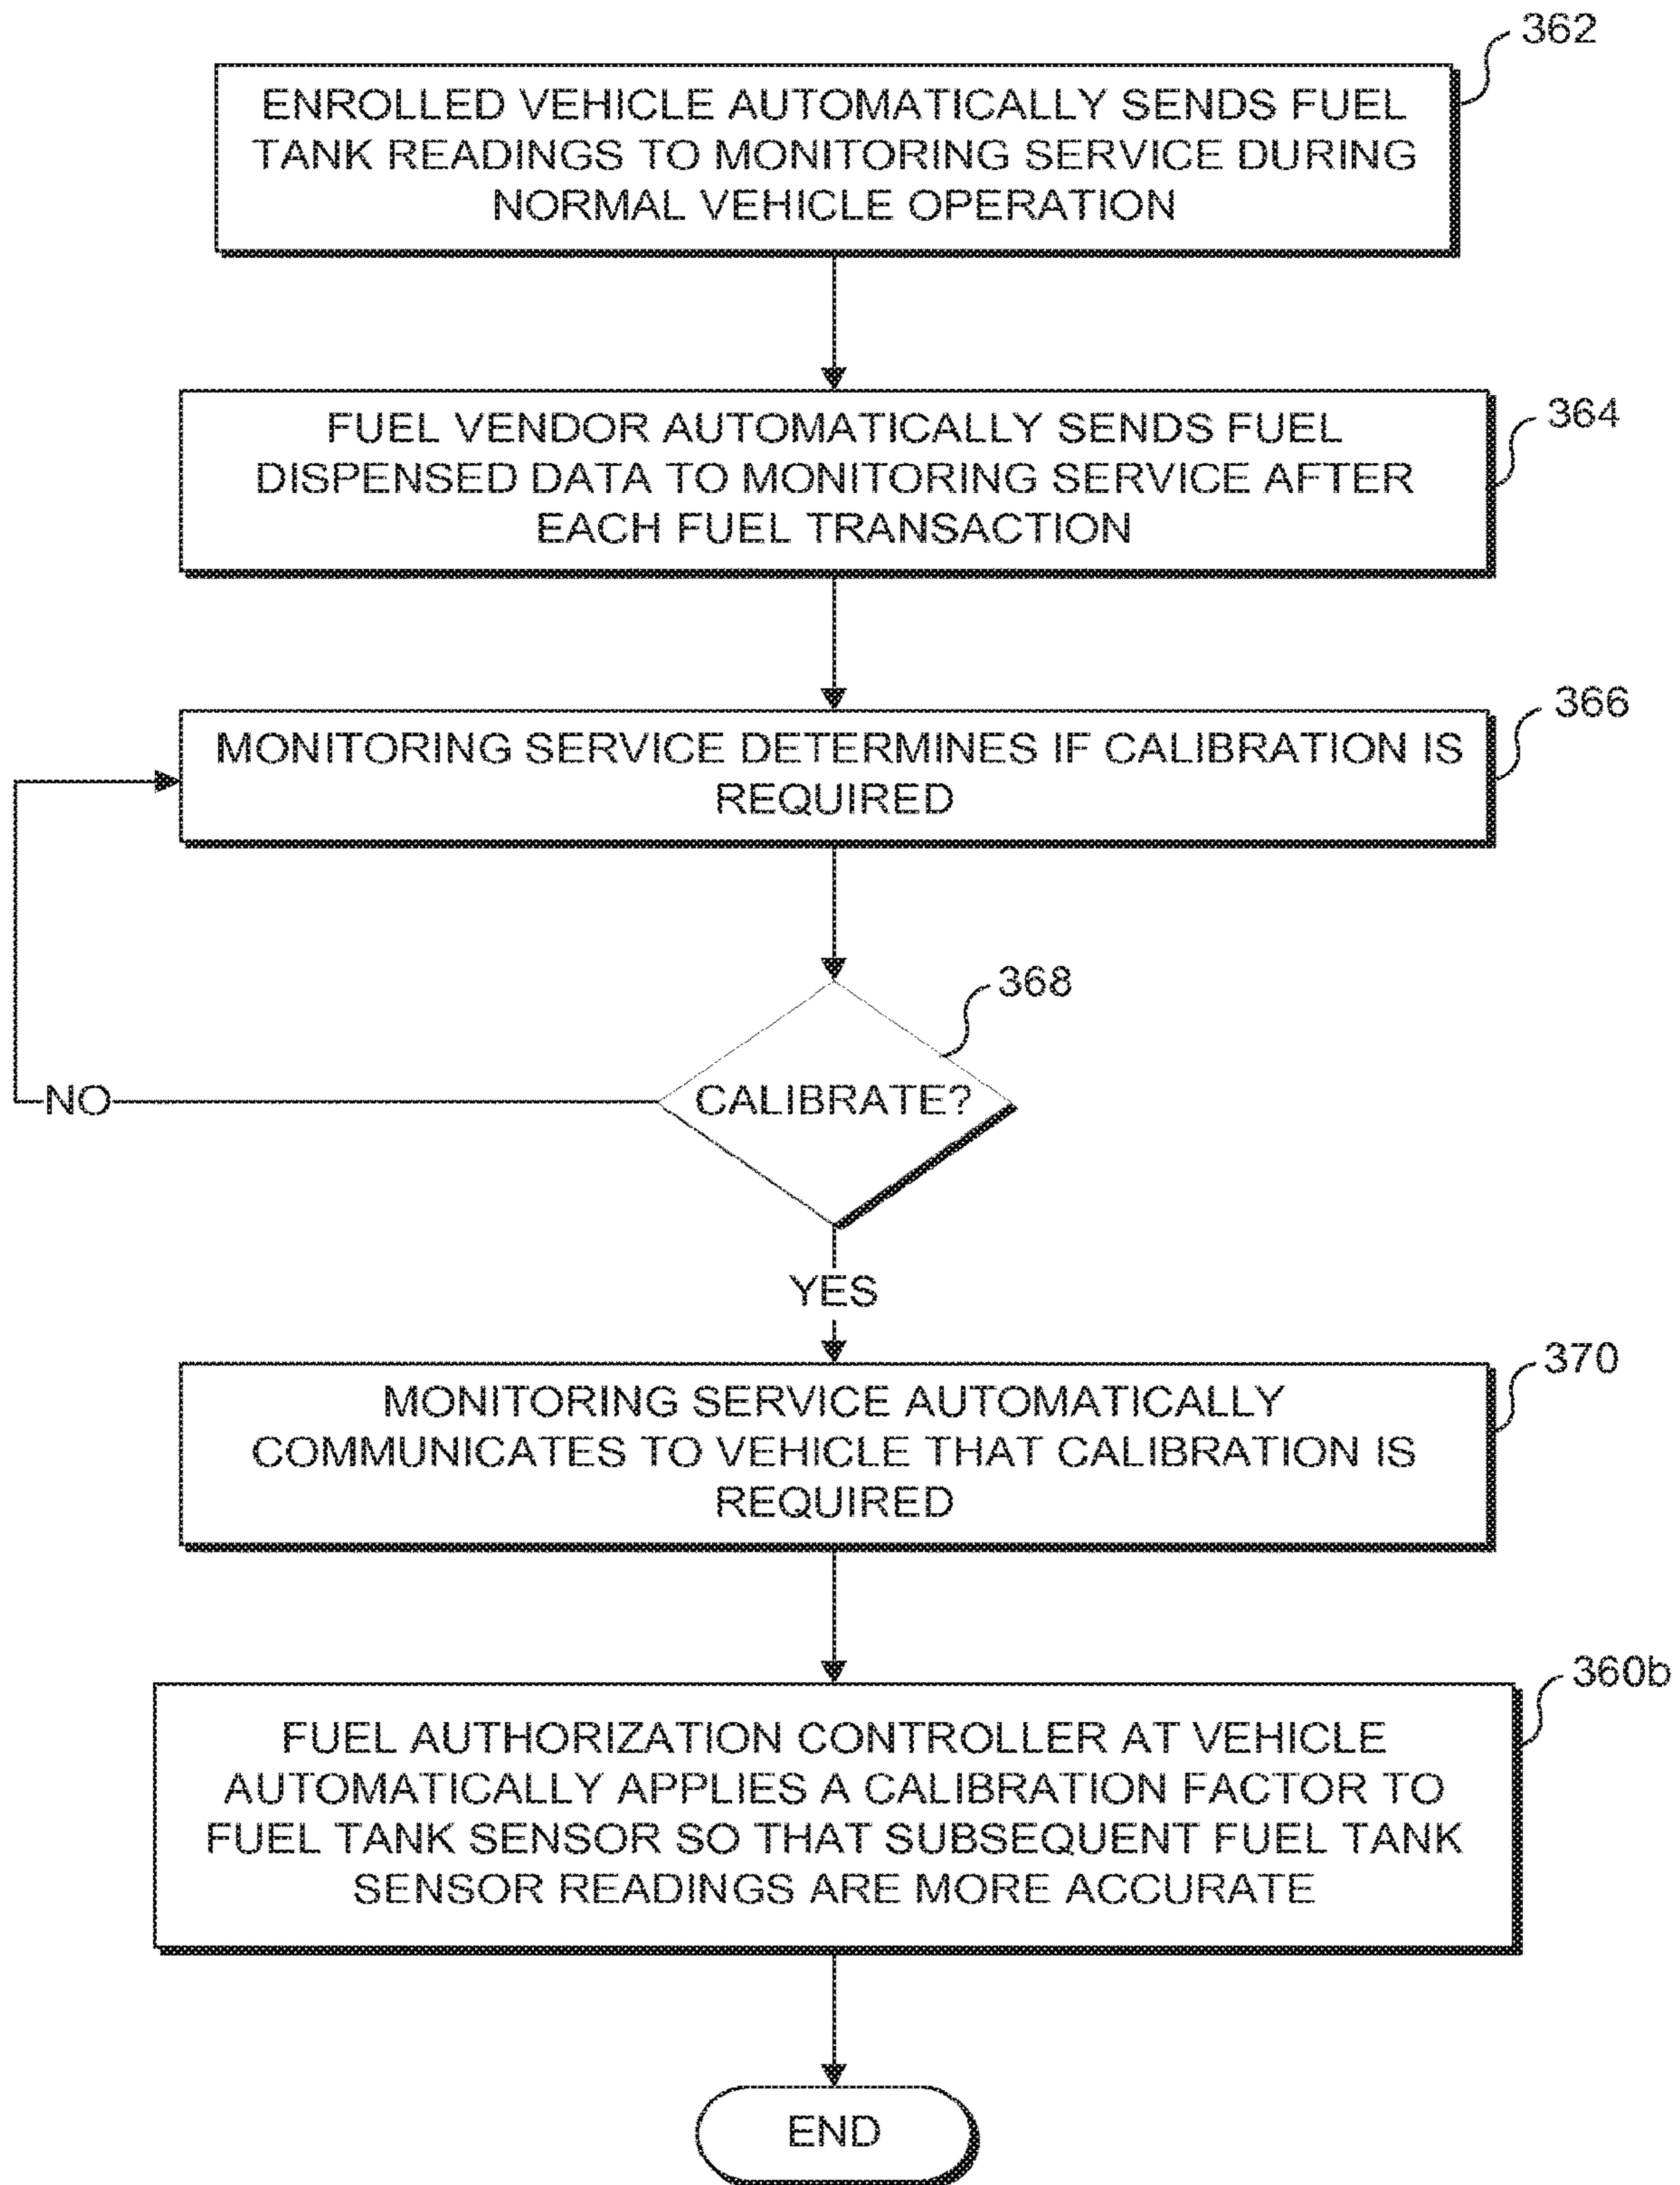 362
ENROLLED VEHICLE AUTOMATICALLY SENDS FUEL
TANK READINGS TO MONITORING SERVICE DURING
NORMAL VEHICLE OPERATION
364
FUEL VENDOR AUTOMATICALLY SENDS FUEL
DISPENSED DATA TO MONITORING SERVICE AFTER
EACH FUEL TRANSACTION
366
MONITORING SERVICE DETERMINES IF CALIBRATION IS
REQUIRED
368
CALIBRATE?
NO
YES
370
MONITORING SERVICE AUTOMATICALLY
COMMUNICATES TO VEHICLE THAT CALIBRATION IS
REQUIRED
360b
FUEL AUTHORIZATION CONTROLLER AT VEHICLE
AUTOMATICALLY APPLIES A CALIBRATION FACTOR TO
FUEL TANK SENSOR SO THAT SUBSEQUENT FUEL TANK
SENSOR READINGS ARE MORE ACCURATE
END